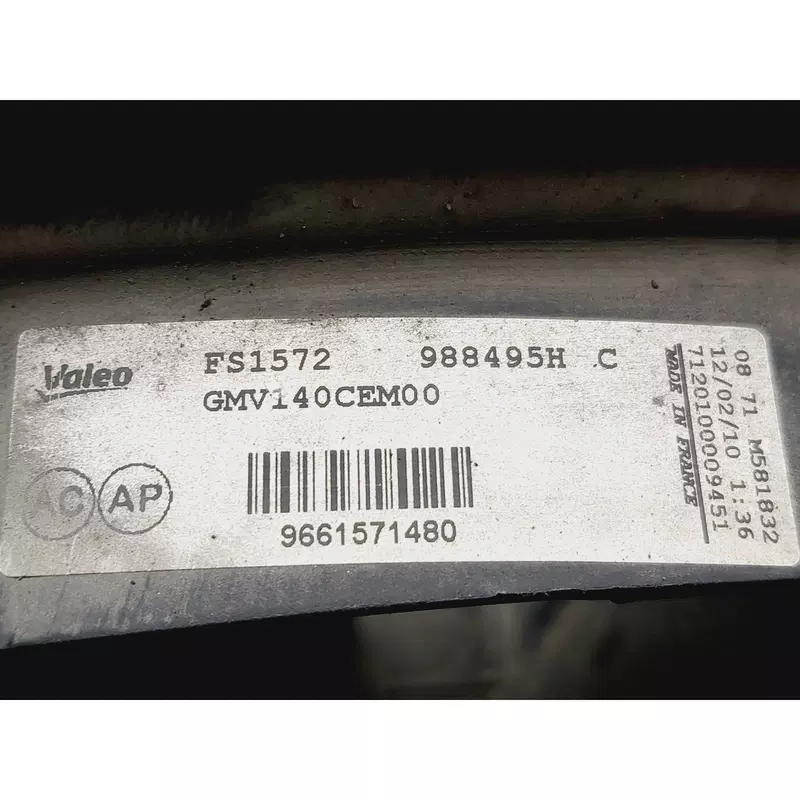 Valeo
FS1572 988495H C
GMV140CEM00
AC AP
9661571480
MADE IN FRANCE
7120100009451
12/02/10 1:36
08 71 M581832